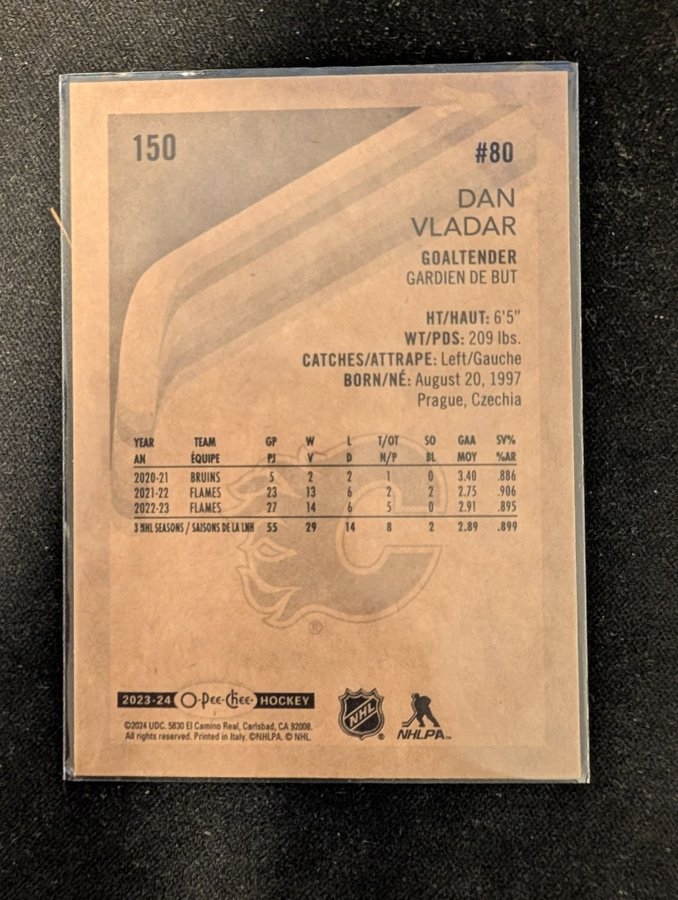 150 #80
DAN
VLADAR
GOALTENDER
GARDIEN DE BUT
HT/HAUT: 6'5"
WT/PDS: 209 lbs.
CATCHES/ATTRAPE: Left/Gauche
BORN/NÉ: August 20, 1997
Prague, Czechia
YEAR TEAM GP W L T/OT SO GAA SV%
AN ÉQUIPE PJ V D N/P BL MOY %AR
2020-21 BRUINS 5 2 2 1 0 3.40 .886
2021-22 FLAMES 23 13 6 2 2 2.75 .906
2022-23 FLAMES 27 14 6 5 0 2.91 .895
3 NHL SEASONS / SAISONS DE LA LNH 55 29 14 8 2 2.89 .899
®
2023-24 O-Pee-Chee HOCKEY
©2024 UDC. 5830 El Camino Real, Carlsbad, CA 92008.
All rights reserved. Printed in Italy. ©NHLPA. © NHL.
NHL ®
NHLPA™